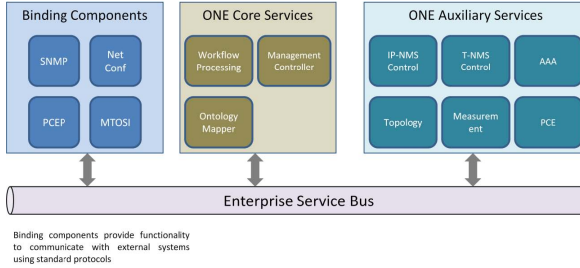 Binding Components
SNMP
Net
Conf
PCEP
MTOSI
ONE Core Services
Workflow
Processing
Management
Controller
Ontology
Mapper
ONE Auxiliary Services
IP-NMS
Control
T-NMS
Control
AAA
Topology
Measurem
ent
PCE
Enterprise Service Bus
Binding components provide functionality
to communicate with external systems
using standard protocols